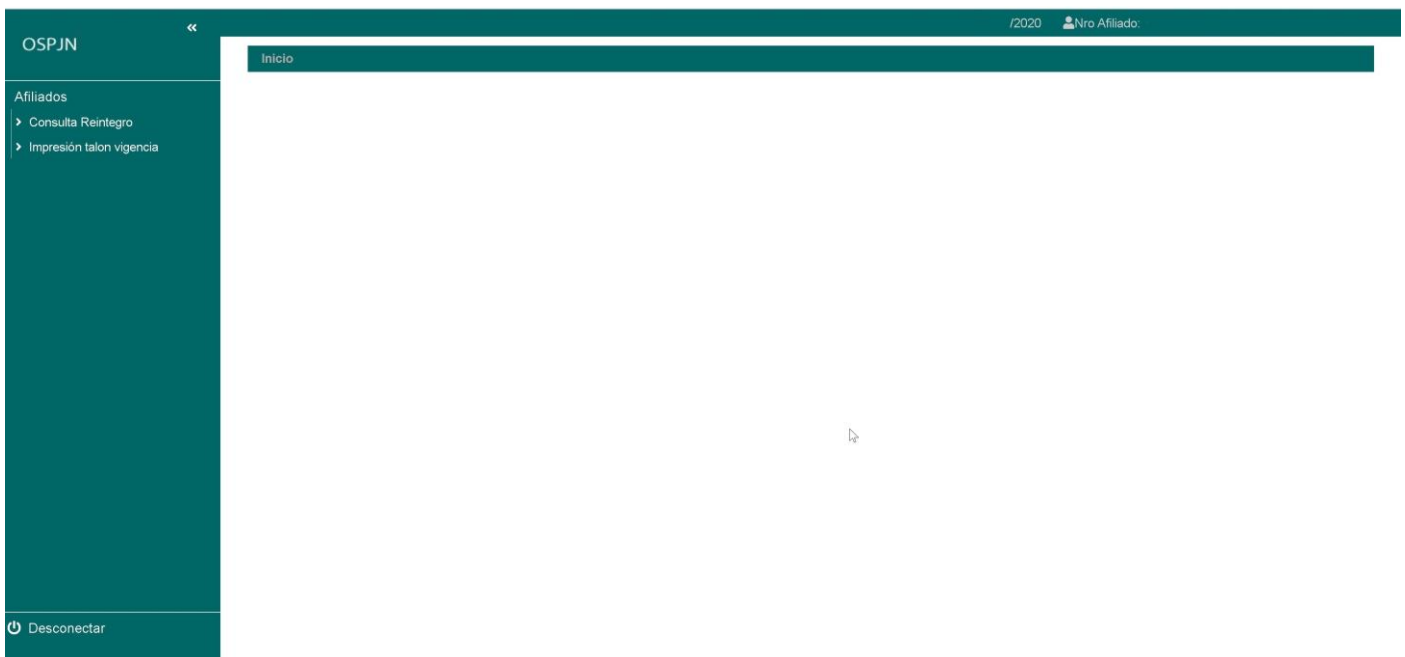 /2020 Nro Afiliado:
OSPJN
Inicio
Afiliados
Consulta Reintegro
Impresión talon vigencia
Desconectar